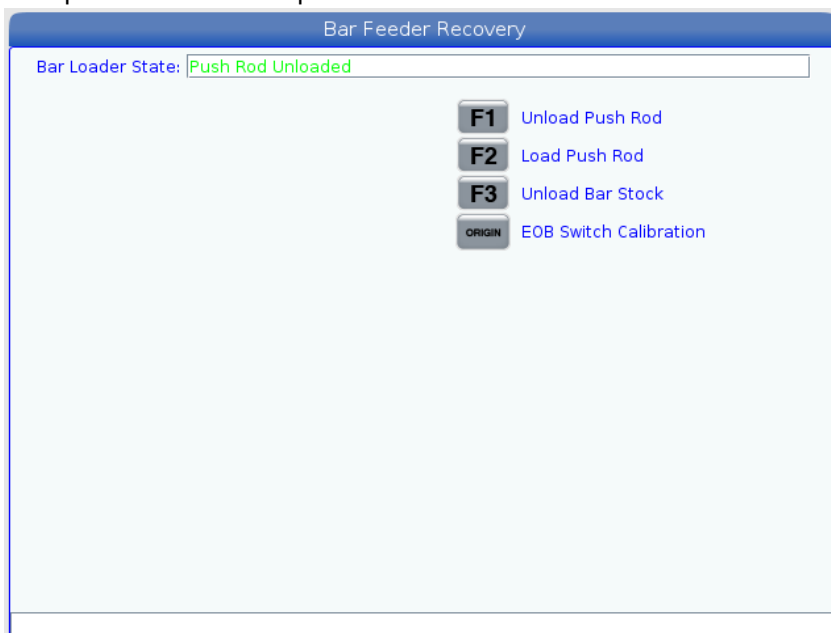 Bar Feeder Recovery
Bar Loader State: Push Rod Unloaded
F1 Unload Push Rod
F2 Load Push Rod
F3 Unload Bar Stock
ORIGIN EOB Switch Calibration